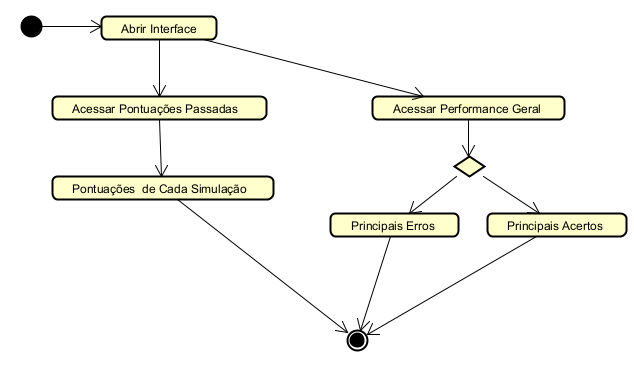 Abrir Interface
Acessar Pontuações Passadas
Acessar Performance Geral
Pontuações  de Cada Simulação
Principais Erros
Principais Acertos